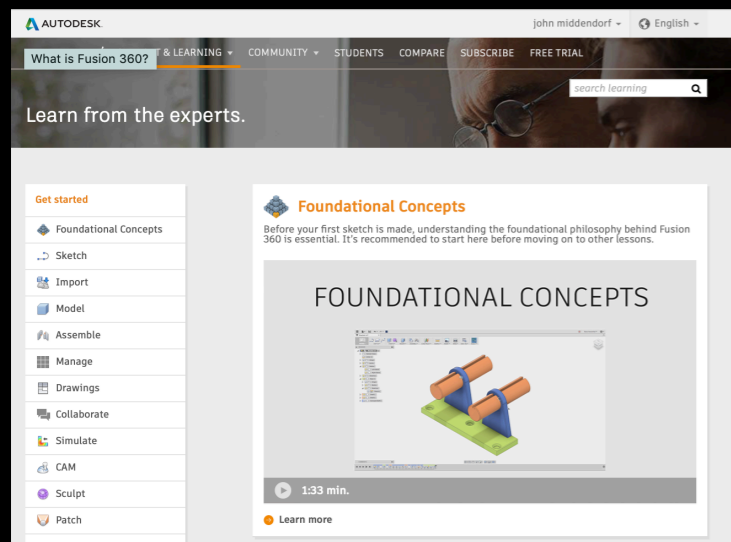 AUTODESK
john middendorf
English
What is Fusion 360?
T & LEARNING
COMMUNITY
STUDENTS
COMPARE
SUBSCRIBE
FREE TRIAL
search learning
Learn from the experts.
Get started
Foundational Concepts
Sketch
Import
Model
Assemble
Manage
Drawings
Collaborate
Simulate
CAM
Sculpt
Patch
Foundational Concepts
Before your first sketch is made, understanding the foundational philosophy behind Fusion
360 is essential. It's recommended to start here before moving on to other lessons.
FOUNDATIONAL CONCEPTS
1:33 min.
Learn more